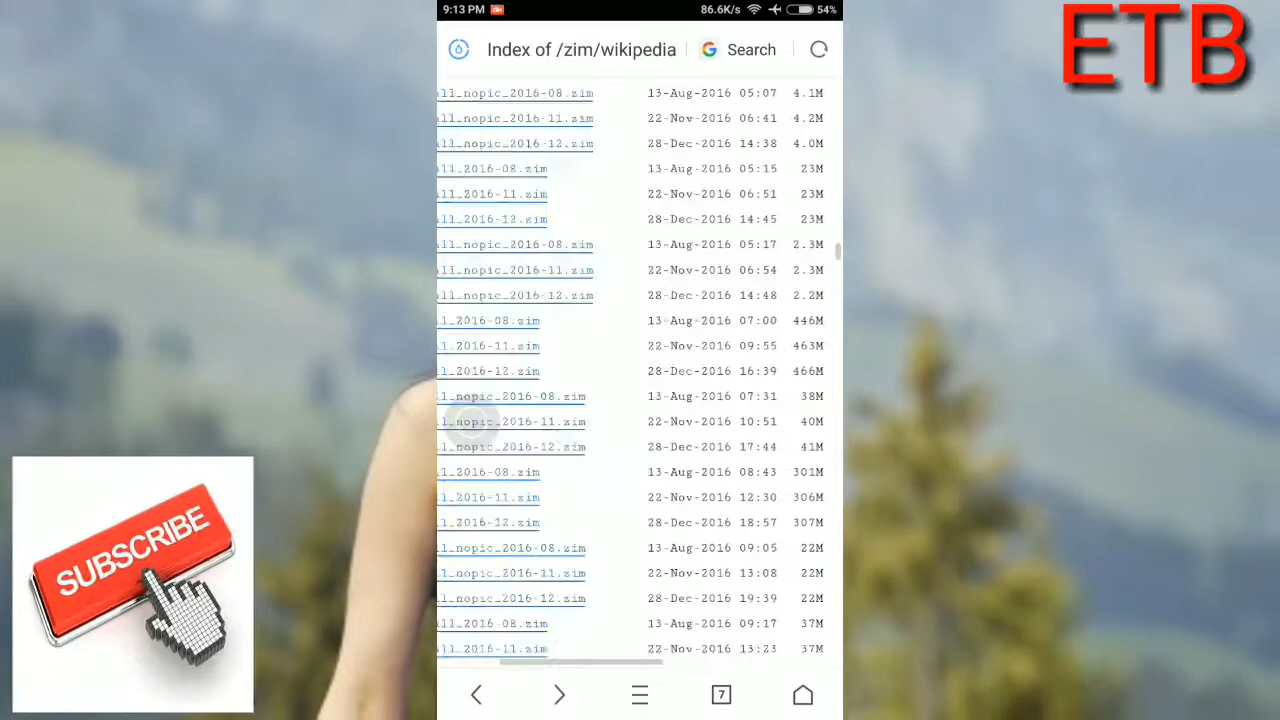 9:13 PM 86.6K/s 54%
ETB
Index of /zim/wikipedia Search
all_nopic_2016-08.zim 13-Aug-2016 05:07 4.1M
all_nopic_2016-11.zim 22-Nov-2016 06:41 4.2M
all_nopic_2016-12.zim 28-Dec-2016 14:38 4.0M
all_2016-08.zim 13-Aug-2016 05:15 23M
all_2016-11.zim 22-Nov-2016 06:51 23M
all_2016-12.zim 28-Dec-2016 14:45 23M
all_nopic_2016-08.zim 13-Aug-2016 05:17 2.3M
all_nopic_2016-11.zim 22-Nov-2016 06:54 2.3M
all_nopic_2016-12.zim 28-Dec-2016 14:48 2.2M
l_2016-08.zim 13-Aug-2016 07:00 446M
l_2016-11.zim 22-Nov-2016 09:55 463M
l_2016-12.zim 28-Dec-2016 16:39 466M
l_nopic_2016-08.zim 13-Aug-2016 07:31 38M
l_nopic_2016-11.zim 22-Nov-2016 10:51 40M
l_nopic_2016-12.zim 28-Dec-2016 17:44 41M
l_2016-08.zim 13-Aug-2016 08:43 301M
l_2016-11.zim 22-Nov-2016 12:30 306M
l_2016-12.zim 28-Dec-2016 18:57 307M
l_nopic_2016-08.zim 13-Aug-2016 09:05 22M
l_nopic_2016-11.zim 22-Nov-2016 13:08 22M
l_nopic_2016-12.zim 28-Dec-2016 19:39 22M
ll_2016-08.zim 13-Aug-2016 09:17 37M
ll_2016-11.zim 22-Nov-2016 13:23 37M
SUBSCRIBE
7